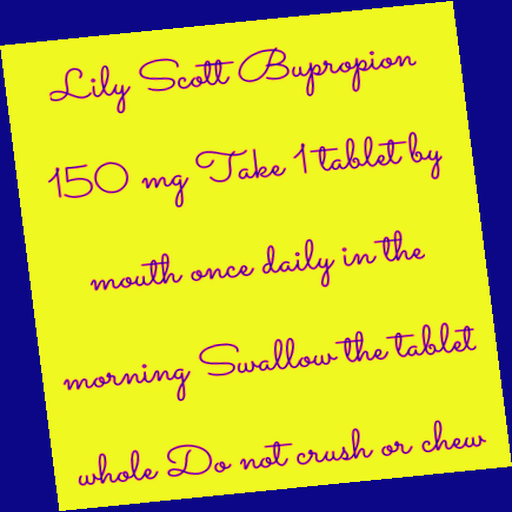 Lily Scott Bupropion
150 mg Take 1 tablet by
mouth once daily in the
morning Swallow the tablet
whole Do not crush or chew